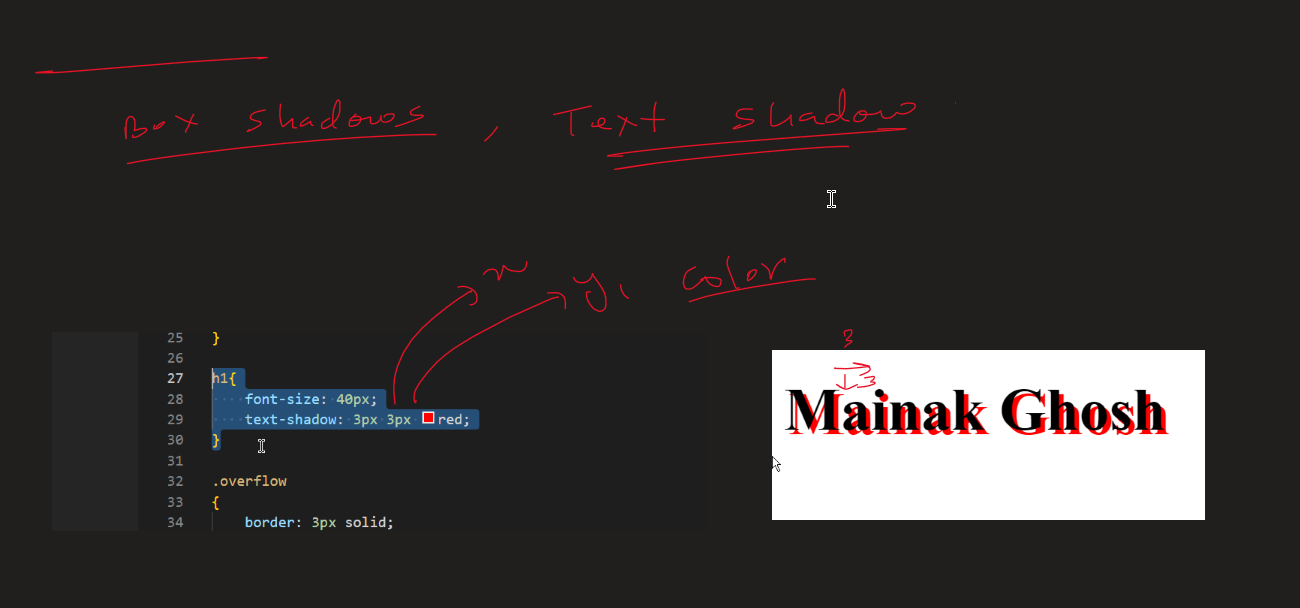 Box shadows, Text shadow
x y, color
25 }
26
27 h1{
28 font-size: 40px;
29 text-shadow: 3px 3px red;
30 }
31
32 .overflow
33 {
34 border: 3px solid;
3
3
Mainak Ghosh